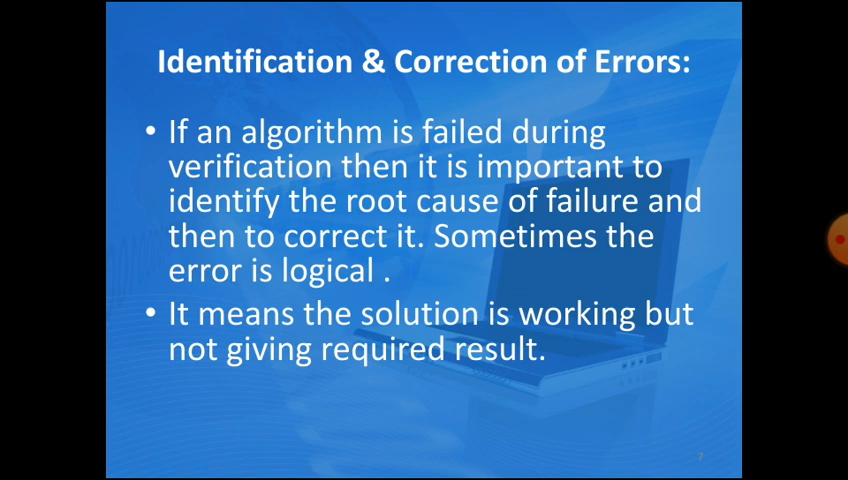 Identification & Correction of Errors:
• If an algorithm is failed during
verification then it is important to
identify the root cause of failure and
then to correct it. Sometimes the
error is logical .
• It means the solution is working but
not giving required result.
7